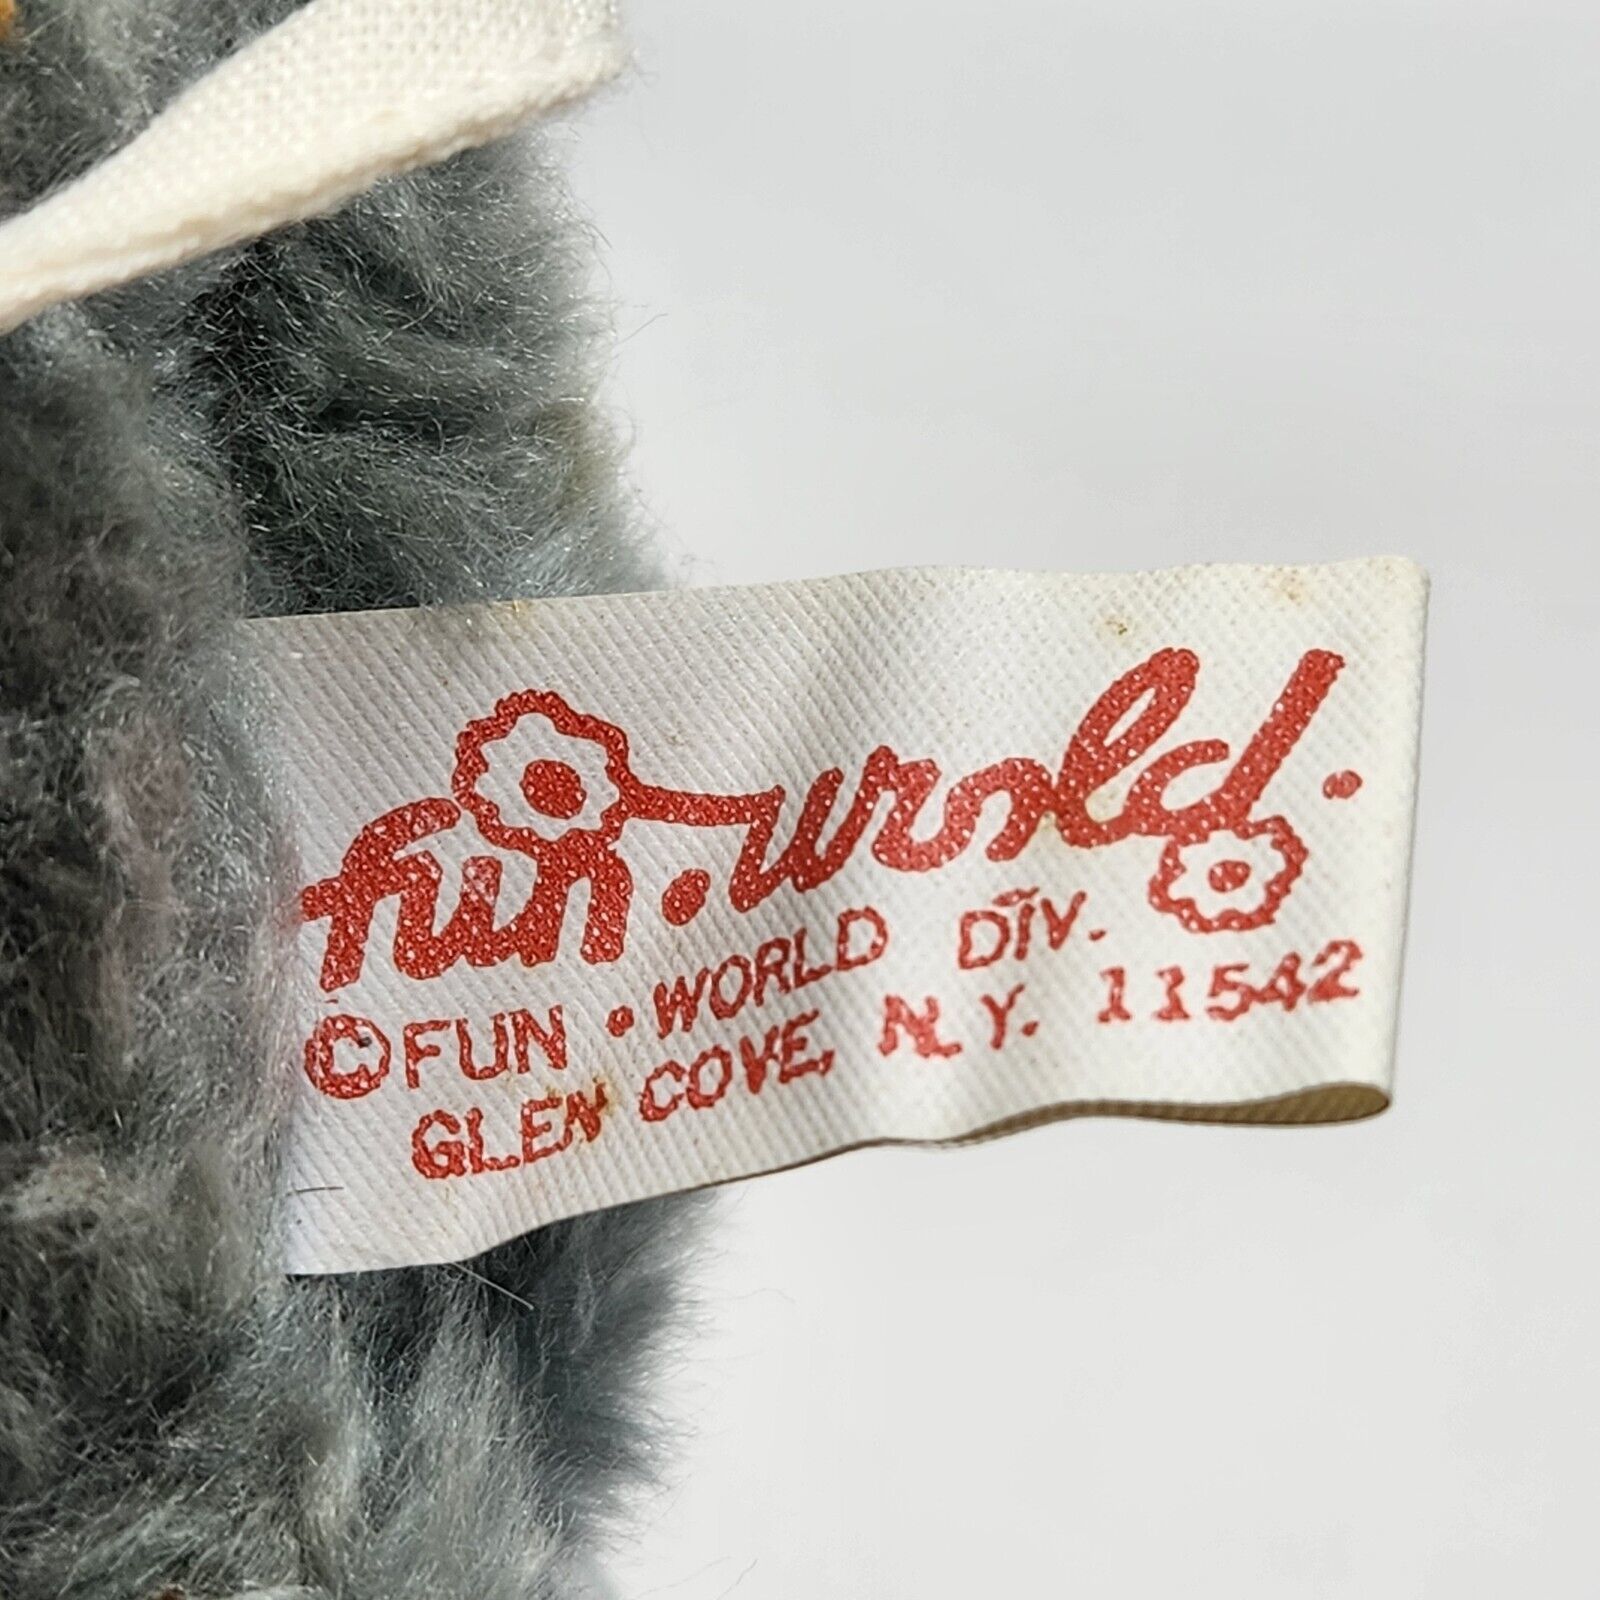 fun·world·
© FUN • WORLD DIV.
GLEN COVE, N.Y. 11542